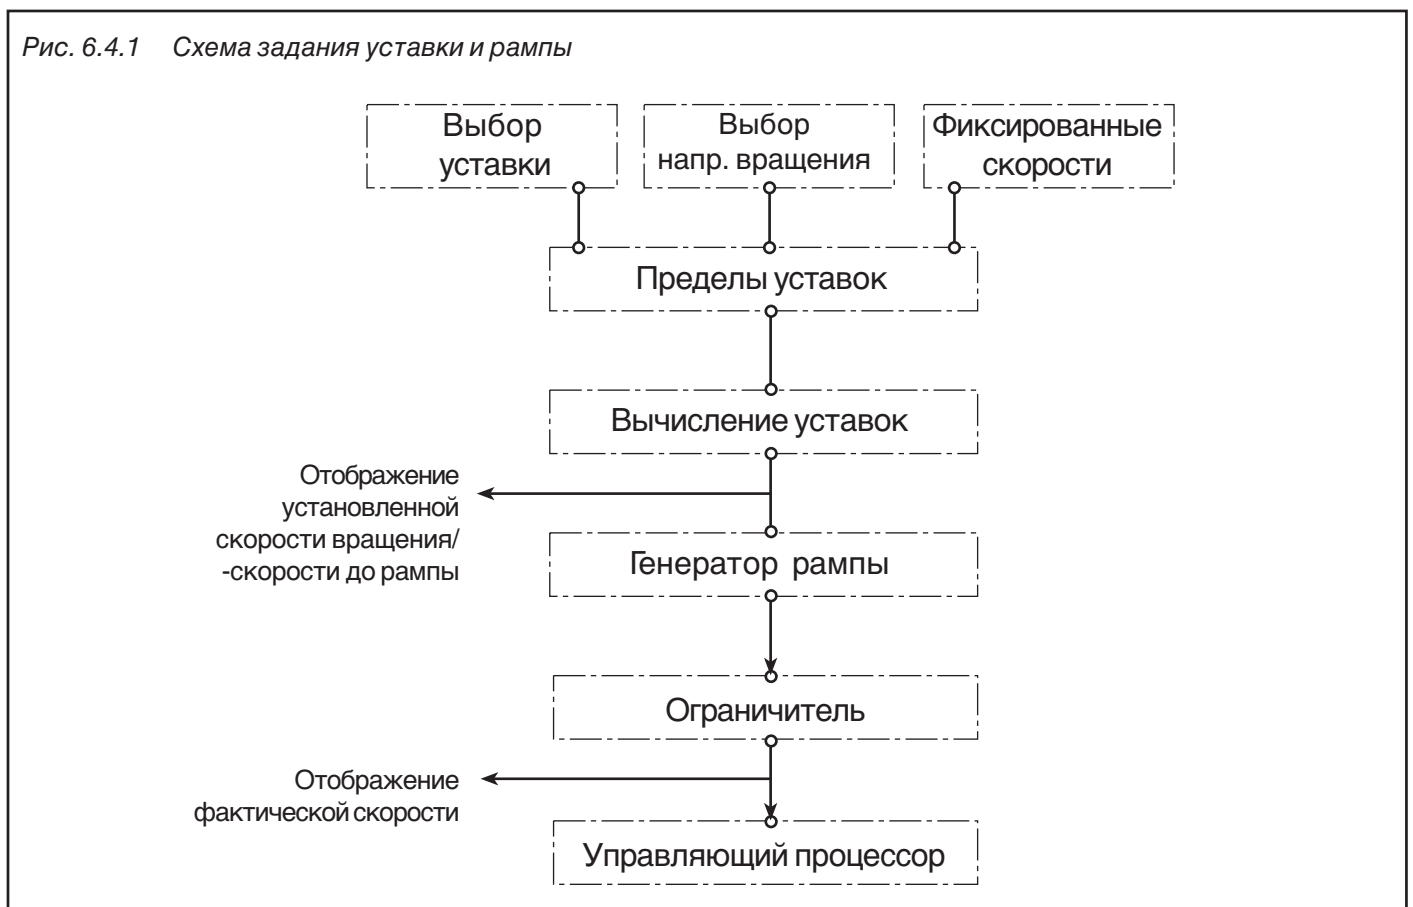 Рис. 6.4.1 Схема задания уставки и рампы
Выбор
уставки
Выбор
напр. вращения
Фиксированные
скорости
Пределы уставок
Вычисление уставок
Отображение
установленной
скорости вращения/
-скорости до рампы
Генератор рампы
Ограничитель
Отображение
фактической скорости
Управляющий процессор